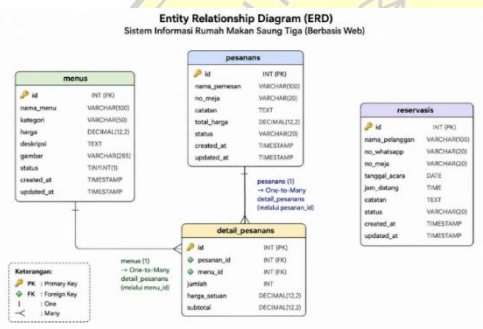 Entity Relationship Diagram (ERD)
Sistem Informasi Rumah Makan Saung Tiga (Berbasis Web)
menus
id INT (PK)
nama_menu VARCHAR(100)
kategori VARCHAR(50)
harga DECIMAL(12,2)
deskripsi TEXT
gambar VARCHAR(255)
status TINYINT(1)
created_at TIMESTAMP
updated_at TIMESTAMP
pesanans
id INT (PK)
nama_pemesan VARCHAR(100)
no_meja VARCHAR(20)
catatan TEXT
total_harga DECIMAL(12,2)
status VARCHAR(20)
created_at TIMESTAMP
updated_at TIMESTAMP
reservasis
id INT (PK)
nama_pelanggan VARCHAR(100)
no_whatsapp VARCHAR(20)
no_meja VARCHAR(20)
tanggal_acara DATE
jam_datang TIME
catatan TEXT
status VARCHAR(20)
created_at TIMESTAMP
updated_at TIMESTAMP
pesanans (1)
→ One-to-Many
detail_pesanans
(melalui pesanan_id)
detail_pesanans
id INT (PK)
pesanan_id INT (FK)
menu_id INT (FK)
jumlah INT
harga_satuan DECIMAL(12,2)
subtotal DECIMAL(12,2)
menus (1)
→ One-to-Many
detail_pesanans
(melalui menu_id)
Keterangan:
PK : Primary Key
FK : Foreign Key
: One
: Many